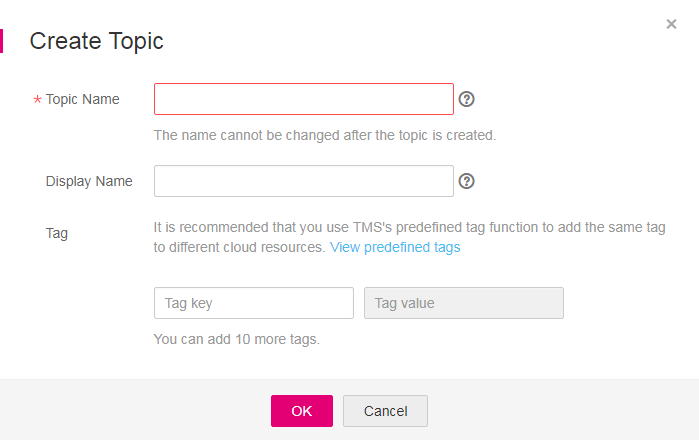 Create Topic
×
* Topic Name
?
The name cannot be changed after the topic is created.
Display Name
?
Tag
It is recommended that you use TMS's predefined tag function to add the same tag
to different cloud resources. View predefined tags
Tag key
Tag value
You can add 10 more tags.
OK
Cancel